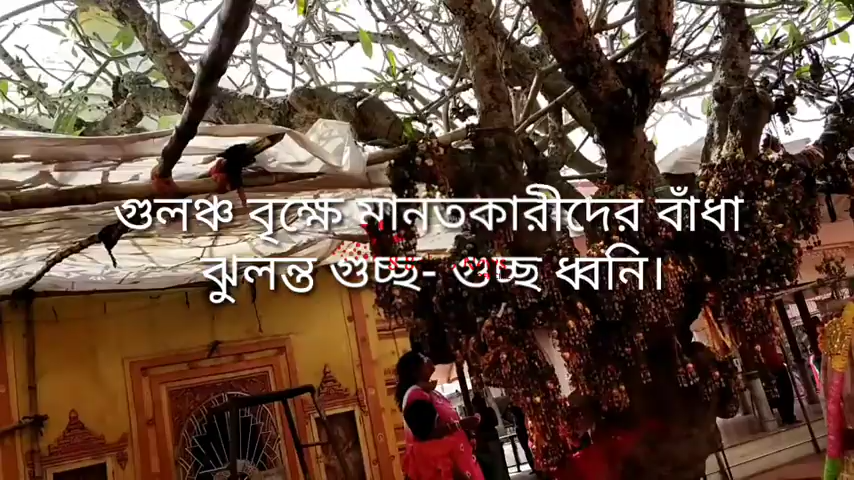 গুলঞ্চ বৃক্ষে মানতকারীদের বাঁধা
ঝুলন্ত গুচ্ছ- গুচ্ছ ধ্বনি।